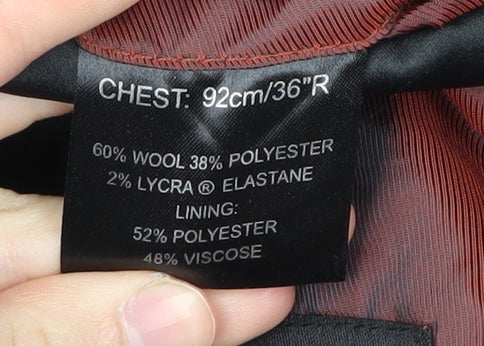 CHEST: 92cm/36"R
60% WOOL 38% POLYESTER
2% LYCRA ® ELASTANE
LINING:
52% POLYESTER
48% VISCOSE